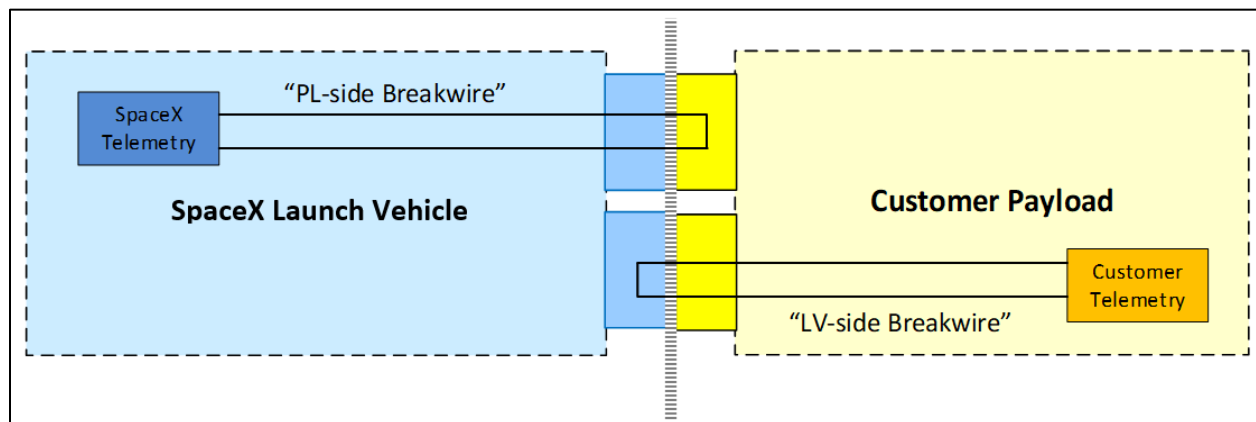 “PL-side Breakwire”
SpaceX
Telemetry
SpaceX Launch Vehicle
Customer Payload
Customer
Telemetry
“LV-side Breakwire”